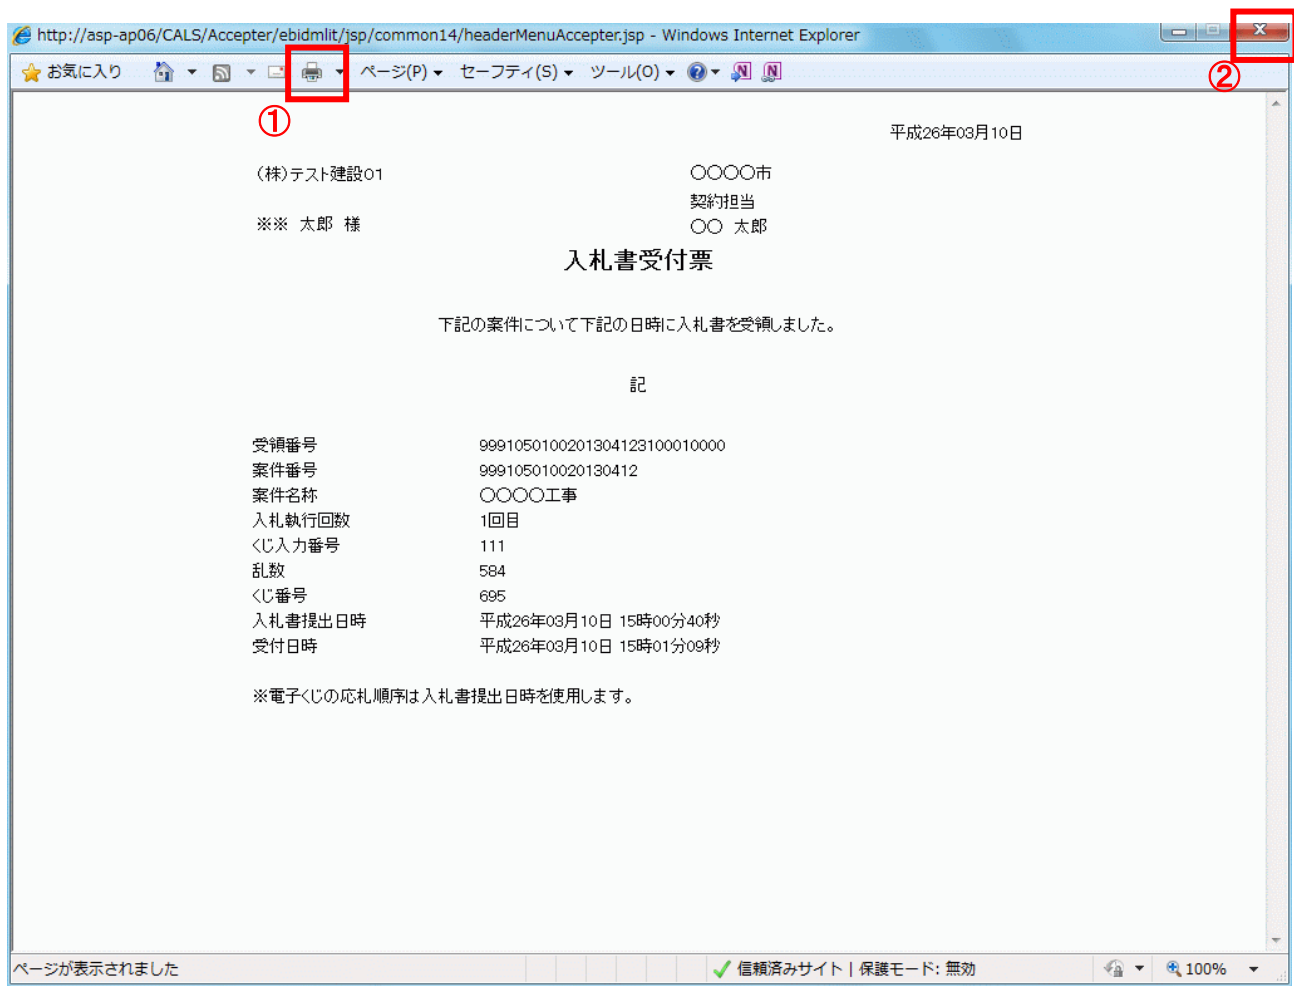 http://asp-ap06/CALS/Accepter/ebidmlit/jsp/common14/headerMenuAccepter.jsp - Windows Internet Explorer
②
お気に入り ページ(P) セーフティ(S) ツール(O)
①
平成26年03月10日
(株)テスト建設01 〇〇〇〇市
契約担当
※※ 太郎 様 〇〇 太郎
入札書受付票
下記の案件について下記の日時に入札書を受領しました。
記
受領番号 9991050100201304123100010000
案件番号 999105010020130412
案件名称 〇〇〇〇工事
入札執行回数 1回目
くじ入力番号 111
乱数 584
くじ番号 695
入札書提出日時 平成26年03月10日 15時00分40秒
受付日時 平成26年03月10日 15時01分09秒
※電子くじの応札順序は入札書提出日時を使用します。
ページが表示されました 信頼済みサイト | 保護モード: 無効 100%